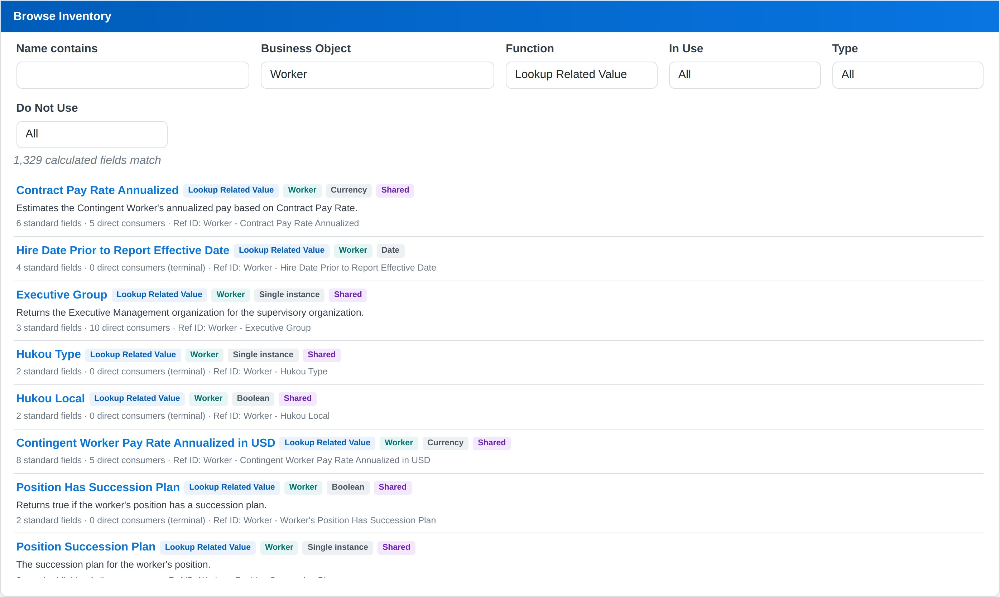 Browse Inventory
Name contains
Business Object
Function
In Use
Type
Worker
Lookup Related Value
All
All
Do Not Use
All
1,329 calculated fields match
Contract Pay Rate Annualized Lookup Related Value Worker Currency Shared
Estimates the Contingent Worker's annualized pay based on Contract Pay Rate.
6 standard fields · 5 direct consumers · Ref ID: Worker - Contract Pay Rate Annualized
Hire Date Prior to Report Effective Date Lookup Related Value Worker Date
4 standard fields · 0 direct consumers (terminal) · Ref ID: Worker - Hire Date Prior to Report Effective Date
Executive Group Lookup Related Value Worker Single instance Shared
Returns the Executive Management organization for the supervisory organization.
3 standard fields · 10 direct consumers · Ref ID: Worker - Executive Group
Hukou Type Lookup Related Value Worker Single instance Shared
2 standard fields · 0 direct consumers (terminal) · Ref ID: Worker - Hukou Type
Hukou Local Lookup Related Value Worker Boolean Shared
2 standard fields · 0 direct consumers (terminal) · Ref ID: Worker - Hukou Local
Contingent Worker Pay Rate Annualized in USD Lookup Related Value Worker Currency Shared
8 standard fields · 5 direct consumers · Ref ID: Worker - Contingent Worker Pay Rate Annualized in USD
Position Has Succession Plan Lookup Related Value Worker Boolean Shared
Returns true if the worker's position has a succession plan.
2 standard fields · 0 direct consumers (terminal) · Ref ID: Worker - Worker's Position Has Succession Plan
Position Succession Plan Lookup Related Value Worker Single instance Shared
The succession plan for the worker's position.